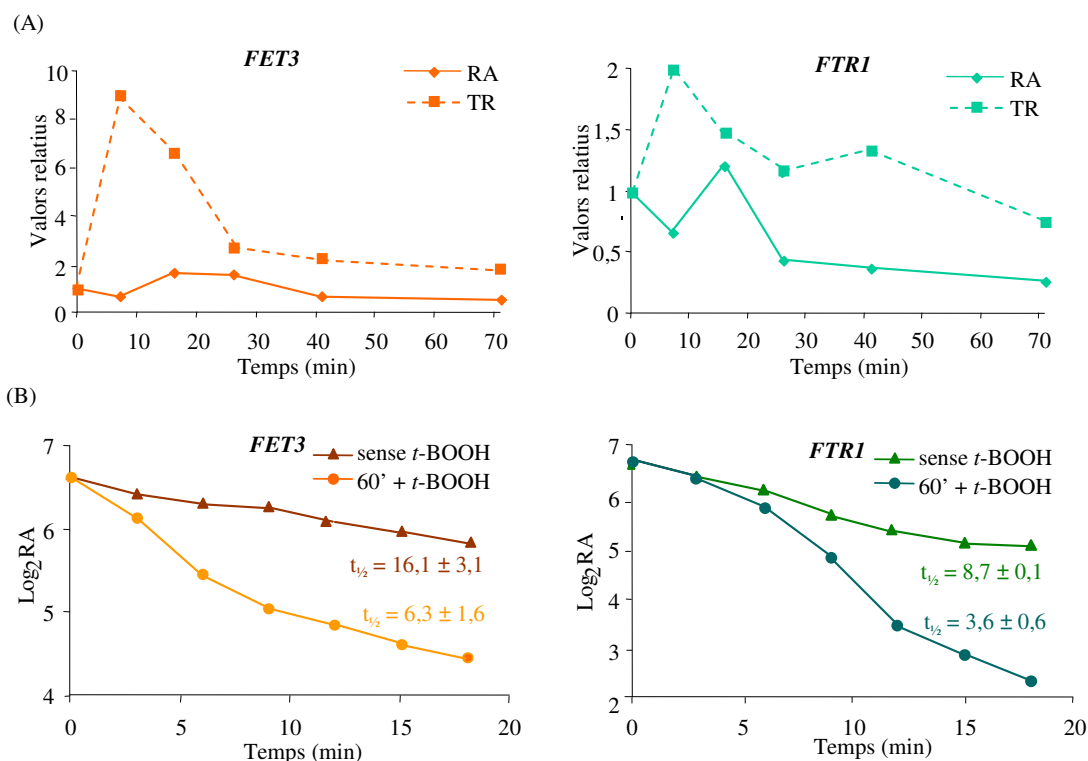 (A)
FET3
RA
TR
Valors relatius
10
8
6
4
2
0
0 10 20 30 40 50 60 70
Temps (min)
FTR1
RA
TR
Valors relatius
2
1,5
1
0.5
0
0 10 20 30 40 50 60 70
Temps (min)
(B)
FET3
sense t-BOOH
60’ + t-BOOH
Log2RA
7
6
5
4
t½ = 16,1 ± 3,1
t½ = 6,3 ± 1,6
0 5 10 15 20
Temps (min)
FTR1
sense t-BOOH
60’ + t-BOOH
Log2RA
7
6
5
4
3
2
t½ = 8,7 ± 0,1
t½ = 3,6 ± 0,6
0 5 10 15 20
Temps (min)